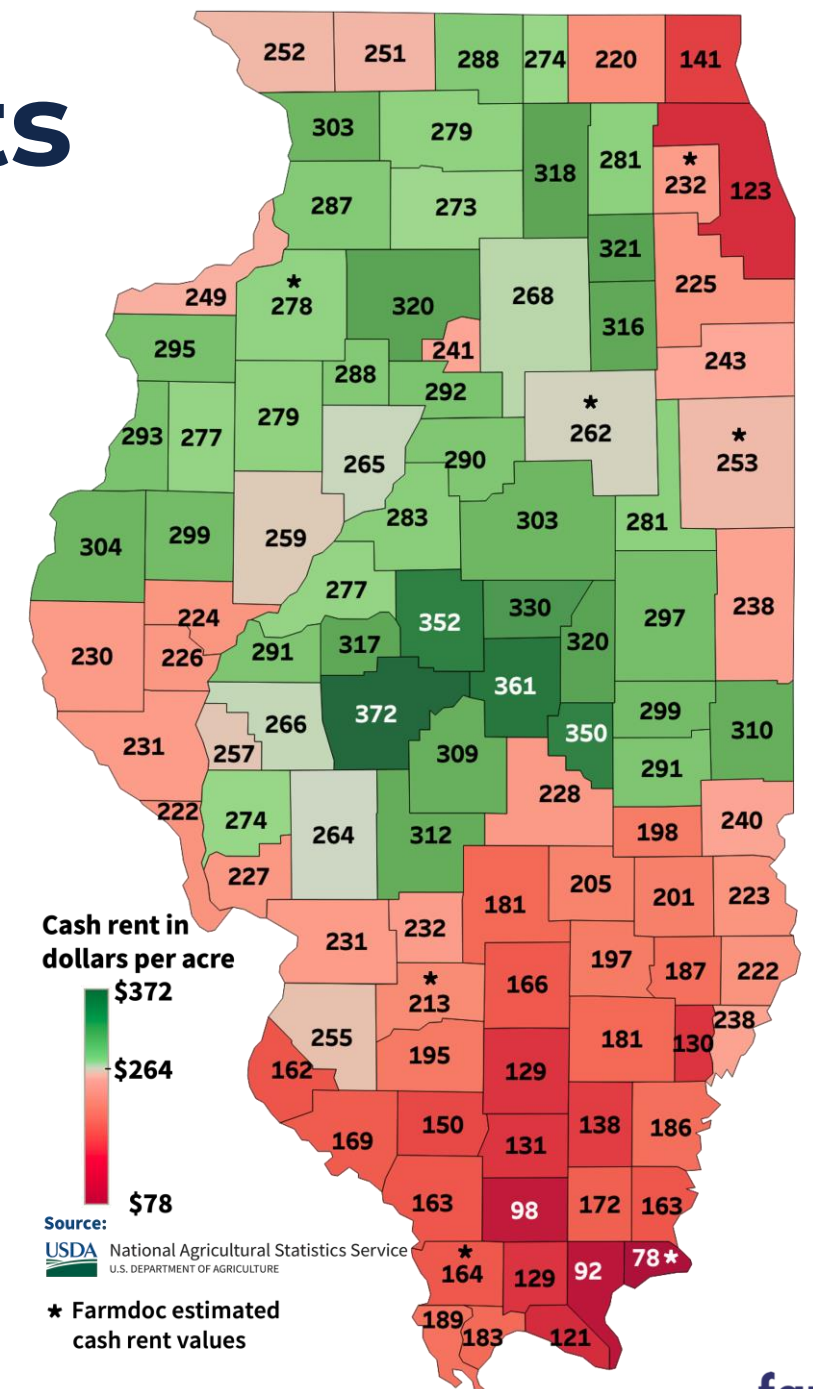 ts
252 251 288 274 220 141
303 279 318 281 * 232 123
287 273 321
249 * 278 320 268 316 225
295 288 241 243
293 277 279 292 * 262 * 253
265 290
304 299 259 283 303 281
277 352 330 238
224 297
230 226 291 317 320
361
266 372 299 310
231 257 309 350
291
222 274 264 312 228 198 240
227 205 201 223
181
231 232 197 187 222
* 213 166
255 195 181 130 238
162 129
169 150 131 138 186
163 98 172 163
* 164 129 92 78*
189 183 121
Cash rent in
dollars per acre
$372
$264
$78
Source:
USDA National Agricultural Statistics Service
U.S. DEPARTMENT OF AGRICULTURE
* Farmdoc estimated
cash rent values